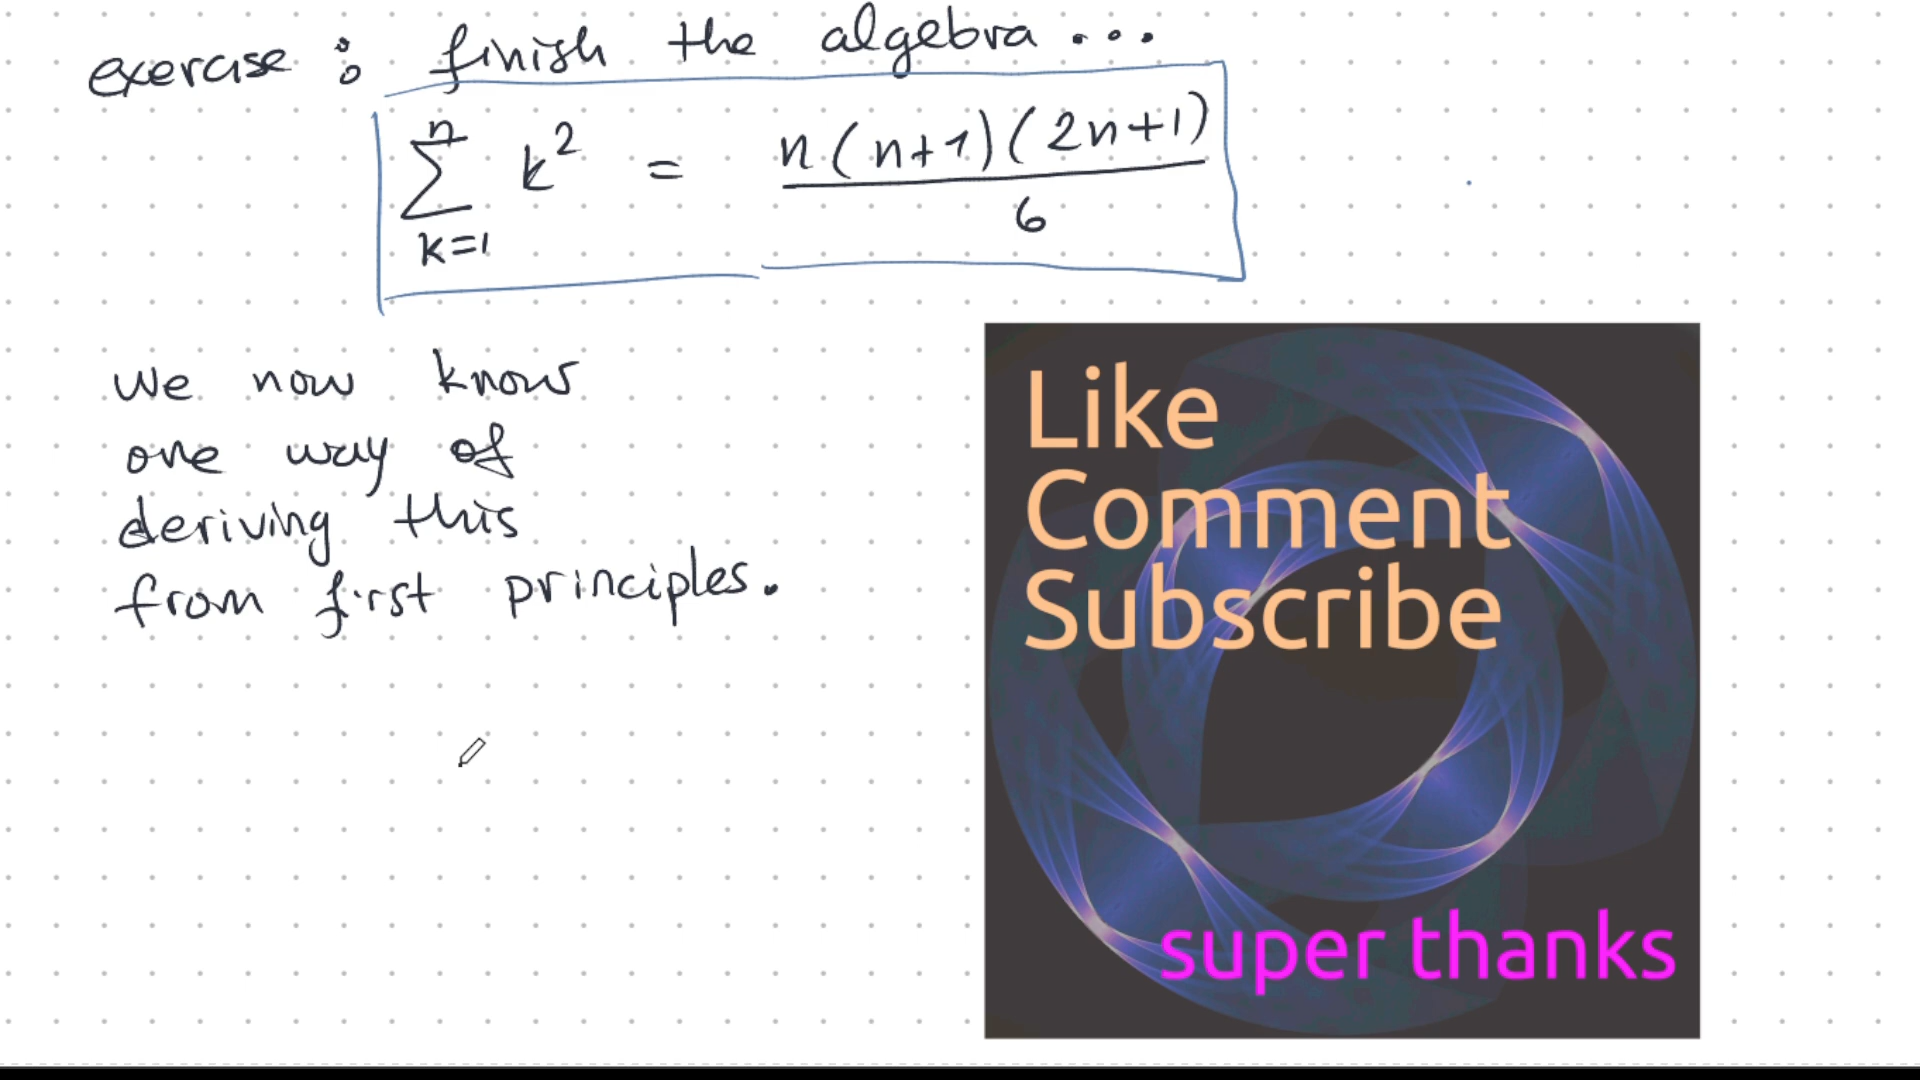 exercise : finish the algebra ...
n∑k=1 k² = n(n+1)(2n+1)/6
we now know
one way of
deriving this
from first principles.
Like
Comment
Subscribe
super thanks